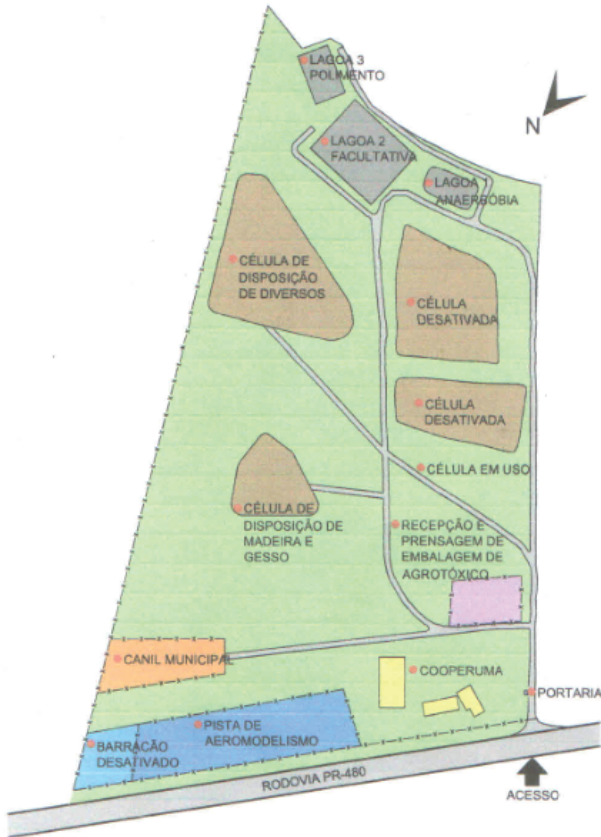 LAGOA 3
POLIMENTO
N
LAGOA 2
FACULTATIVA
LAGOA 1
ANAERÓBIA
CÉLULA DE
DISPOSIÇÃO
DE DIVERSOS
CÉLULA
DESATIVADA
CÉLULA
DESATIVADA
CÉLULA EM USO
CÉLULA DE
DISPOSIÇÃO DE
MADEIRA E
GESSO
RECEPÇÃO E
PRENSAGEM DE
EMBALAGEM DE
AGROTÓXICO
CANIL MUNICIPAL
COOPERUMA
PORTARIA
PISTA DE
AEROMODELISMO
BARRACÃO
DESATIVADO
RODOVIA PR-480
ACESSO